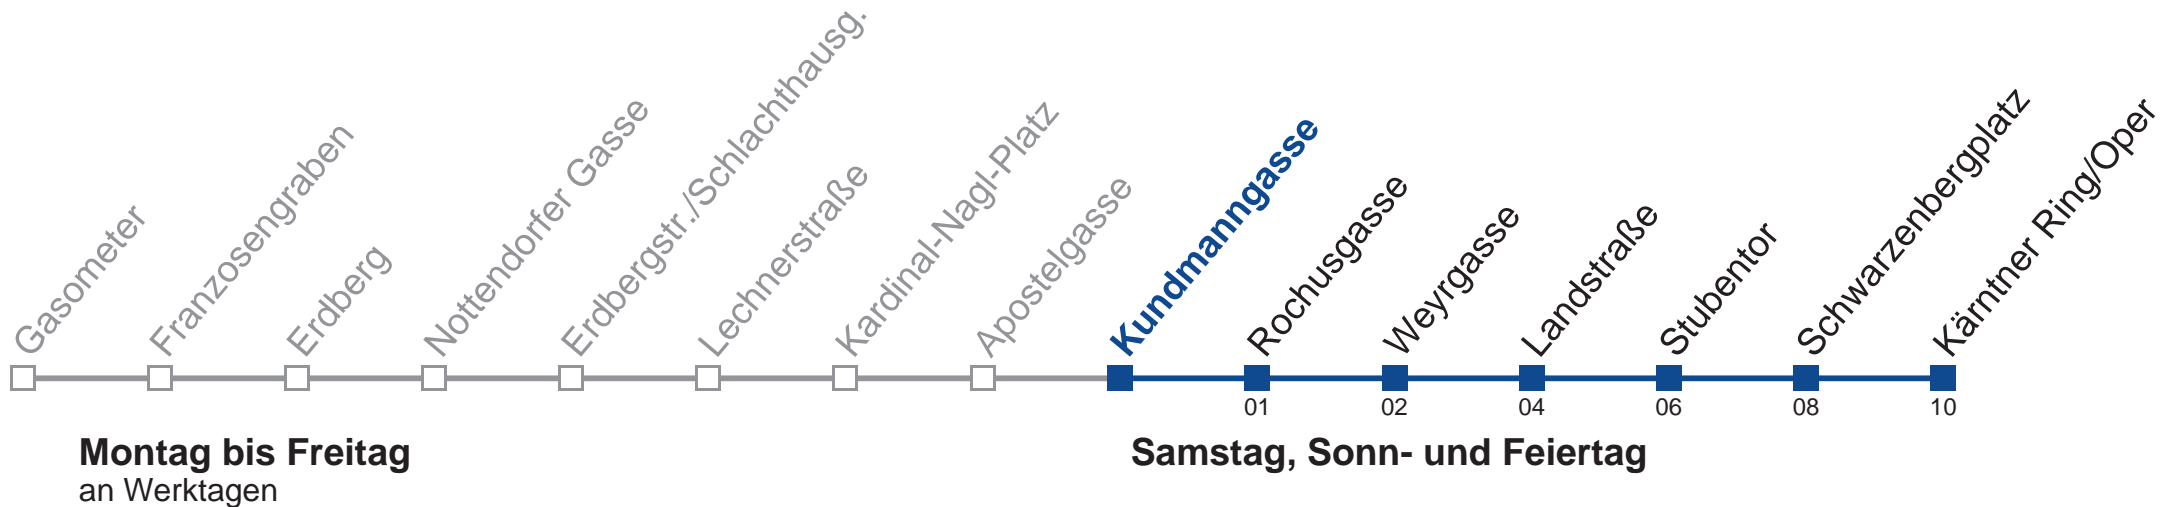 Gasometer
Franzosengraben
Erdberg
Nottendorfer Gasse
Erdbergstr./Schlachthausg.
Lechnerstraße
Kardinal-Nagl-Platz
Apostelgasse
Kundmanngasse
Rochusgasse
Weyrgasse
Landstraße
Stubentor
Schwarzenbergplatz
Kärntner Ring/Oper
01 02 04 06 08 10
Montag bis Freitag
an Werktagen
Samstag, Sonn- und Feiertag